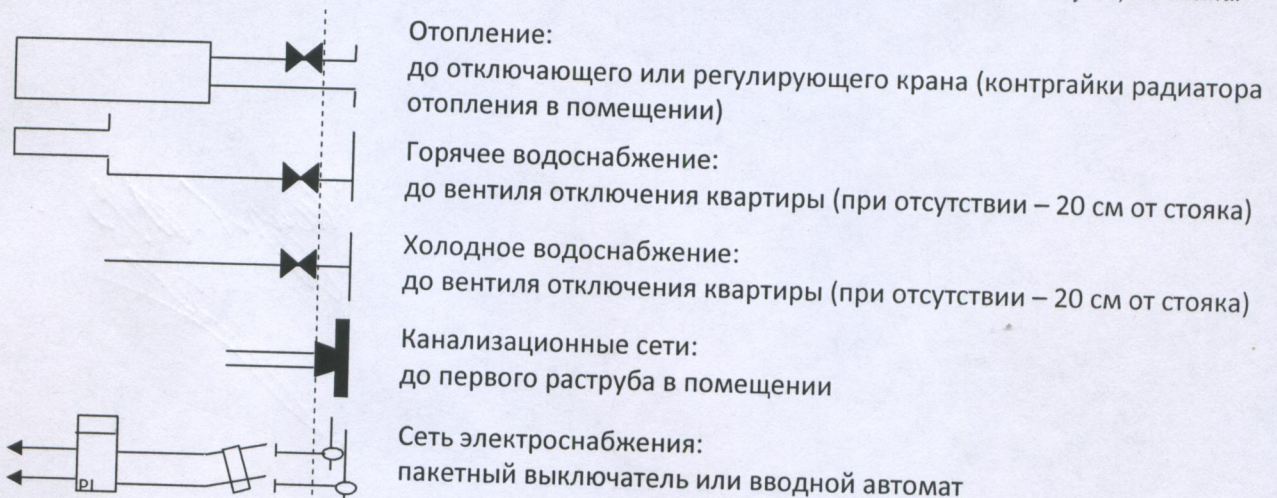 Отопление:
до отключающего или регулирующего крана (контргайки радиатора
отопления в помещении)
Горячее водоснабжение:
до вентиля отключения квартиры (при отсутствии – 20 см от стояка)
Холодное водоснабжение:
до вентиля отключения квартиры (при отсутствии – 20 см от стояка)
Канализационные сети:
до первого раструба в помещении
Сеть электроснабжения:
PI
пакетный выключатель или вводной автомат